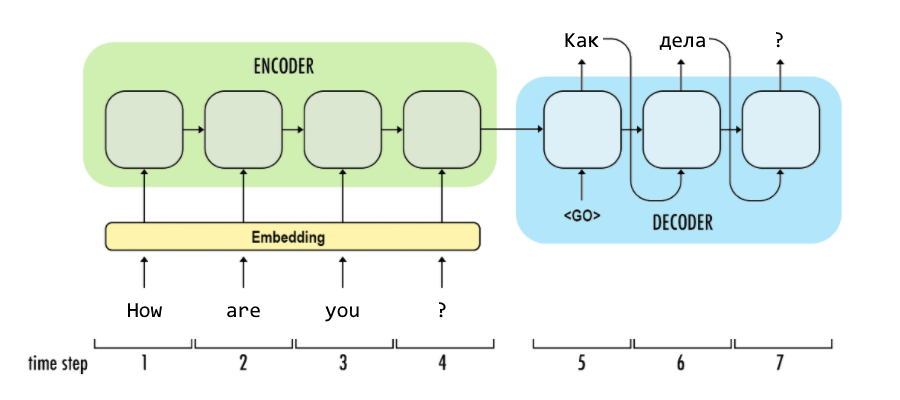 Как дела ?
ENCODER
<GO>
DECODER
Embedding
How are you ?
time step 1 2 3 4 5 6 7